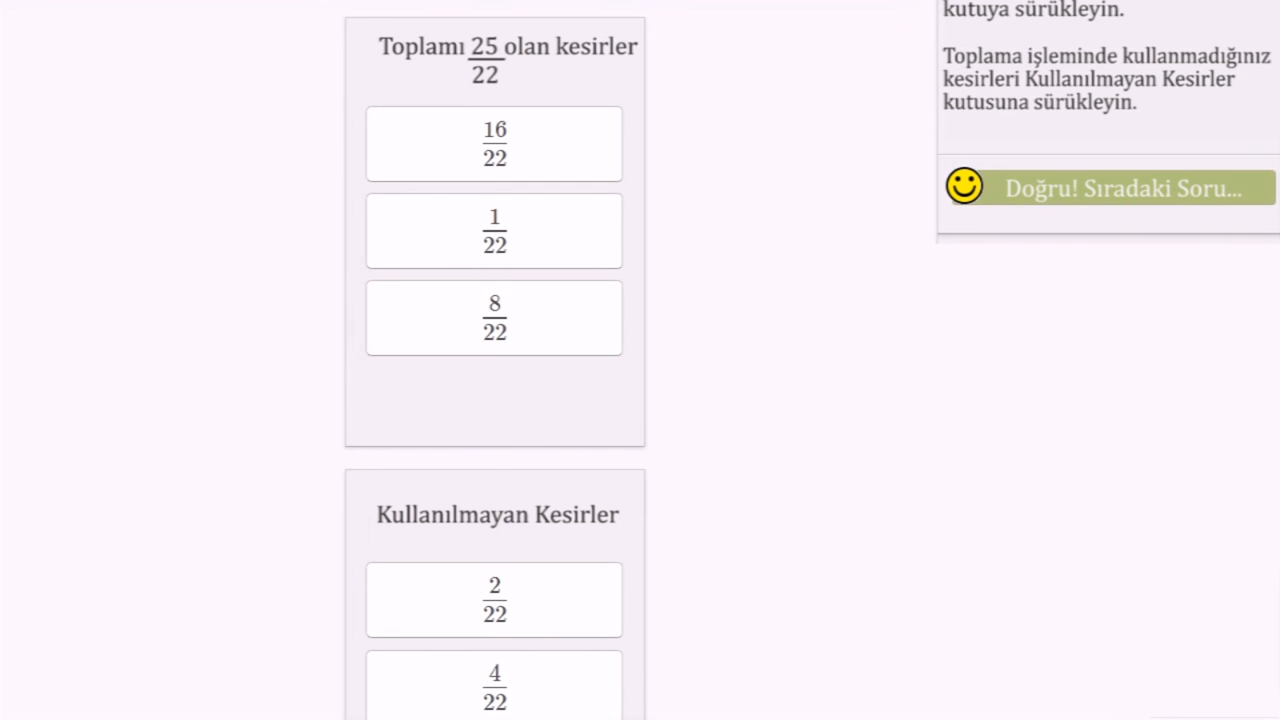 Toplamı 25/22 olan kesirler
16/22
1/22
8/22
Kullanılmayan Kesirler
2/22
4/22
kutuya sürükleyin.
Toplama işleminde kullanmadığınız
kesirleri Kullanılmayan Kesirler
kutusuna sürükleyin.
Doğru! Sıradaki Soru...